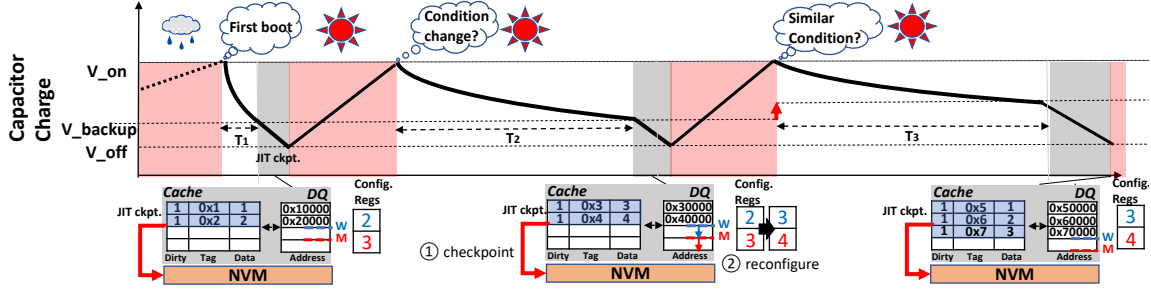 First boot
Condition
change?
Similar
Condition?
Capacitor
Charge
V_on
V_backup
V_off
T1
T2
T3
JIT ckpt.
Cache
DQ
Config.
Regs
JIT ckpt.
1 0x1 1
1 0x2 2
0x10000
0x20000
W
M
2
3
Dirty Tag Data Address
NVM
1 checkpoint
Cache
DQ
Config.
Regs
JIT ckpt.
1 0x3 3
1 0x4 4
0x30000
0x40000
W
M
2 3
3 4
Dirty Tag Data Address
2 reconfigure
NVM
Cache
DQ
Config.
Regs
JIT ckpt.
1 0x5 1
1 0x6 2
1 0x7 3
0x50000
0x60000
0x70000
W
M
3
4
Dirty Tag Data Address
NVM